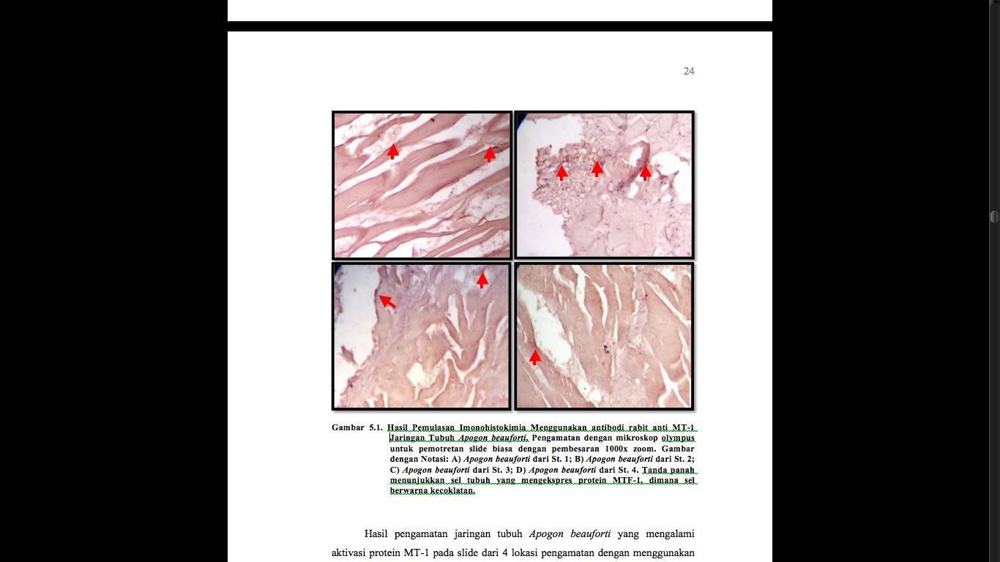 24
Gambar 5.1. Hasil Pemulasan Imonohistokimia Menggunakan antibodi rabit anti MT-1
Jaringan Tubuh Apogon beauforti. Pengamatan dengan mikroskop olympus
untuk pemotretan slide biasa dengan pembesaran 1000x zoom. Gambar
dengan Notasi: A) Apogon beauforti dari St. 1; B) Apogon beauforti dari St. 2;
C) Apogon beauforti dari St. 3; D) Apogon beauforti dari St. 4. Tanda panah
menunjukkan sel tubuh yang mengekspres protein MTF-1, dimana sel
berwarna kecoklatan.
Hasil pengamatan jaringan tubuh Apogon beauforti yang mengalami
aktivasi protein MT-1 pada slide dari 4 lokasi pengamatan dengan menggunakan